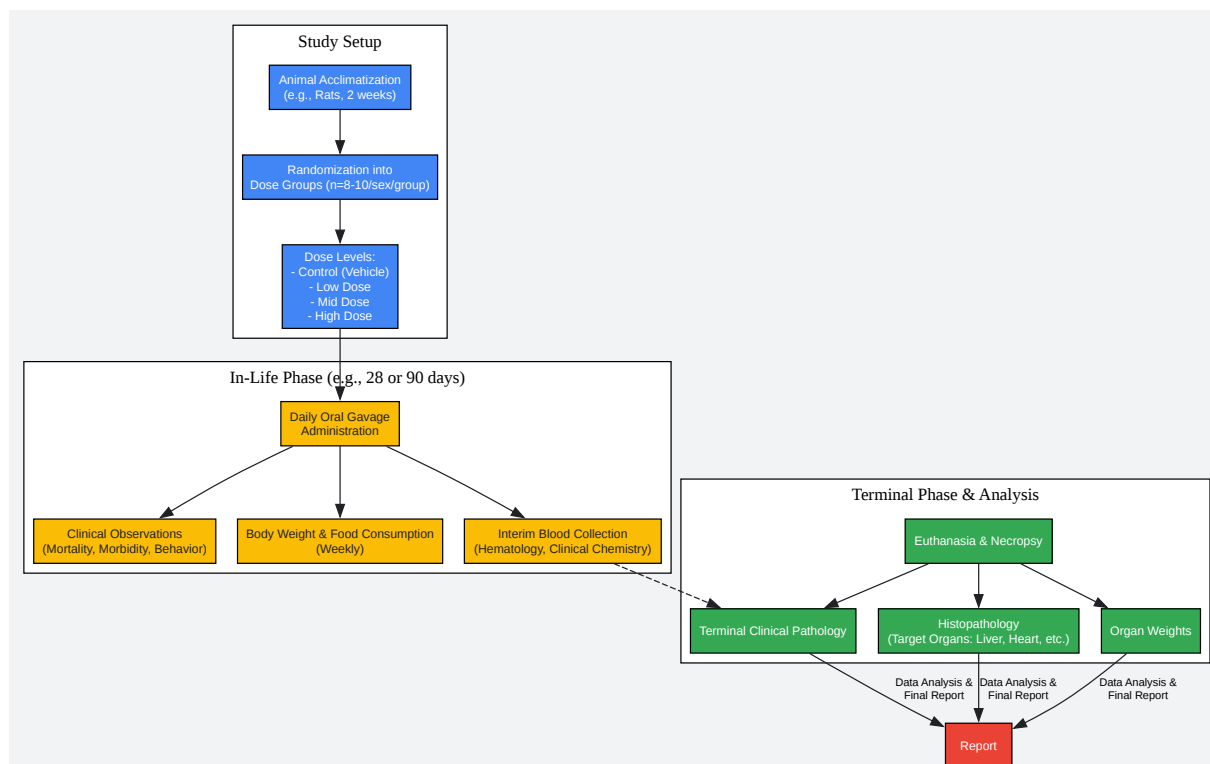 Study Setup
Animal Acclimatization
(e.g., Rats, 2 weeks)
Randomization into
Dose Groups (n=8-10/sex/group)
Dose Levels:
- Control (Vehicle)
- Low Dose
- Mid Dose
- High Dose
In-Life Phase (e.g., 28 or 90 days)
Daily Oral Gavage
Administration
Clinical Observations
(Mortality, Morbidity, Behavior)
Body Weight & Food Consumption
(Weekly)
Interim Blood Collection
(Hematology, Clinical Chemistry)
Terminal Phase & Analysis
Euthanasia & Necropsy
Terminal Clinical Pathology
Histopathology
(Target Organs: Liver, Heart, etc.)
Organ Weights
Data Analysis &
Final Report
Data Analysis &
Final Report
Data Analysis &
Final Report
Report